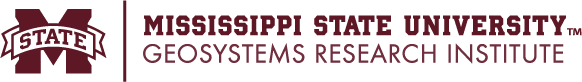 STATE
MISSISSIPPI STATE UNIVERSITY™
GEOSYSTEMS RESEARCH INSTITUTE